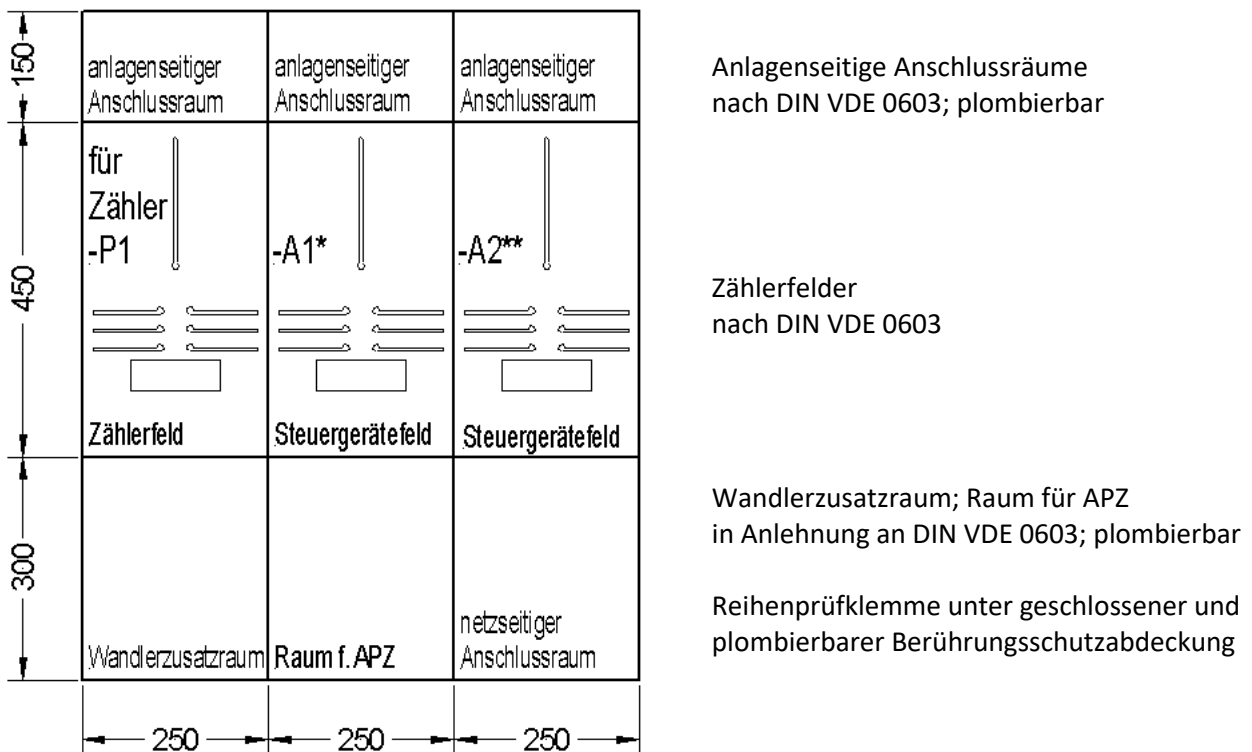 150
anlagenseitiger
Anschlussraum
anlagenseitiger
Anschlussraum
anlagenseitiger
Anschlussraum
Anlagenseitige Anschlussräume
nach DIN VDE 0603; plombierbar
450
für
Zähler
-P1
-A1*
-A2**
Zählerfeld
Steuergerätefeld
Steuergerätefeld
Zählerfelder
nach DIN VDE 0603
300
Wandlerzusatzraum
Raum f. APZ
netzseitiger
Anschlussraum
Wandlerzusatzraum; Raum für APZ
in Anlehnung an DIN VDE 0603; plombierbar
Reihenprüfklemme unter geschlossener und
plombierbarer Berührungsschutzabdeckung
250
250
250